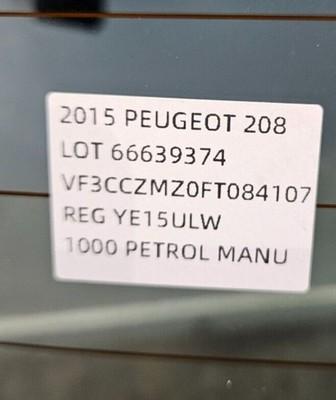 2015 PEUGEOT 208
LOT 66639374
VF3CCZMZ0FT084107
REG YE15ULW
1000 PETROL MANU